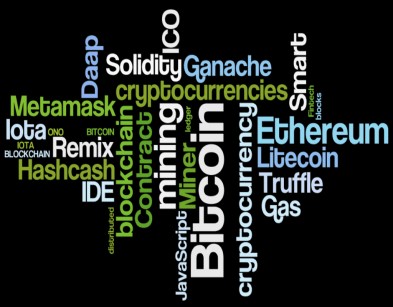 ICO
Daap
Solidity
Ganache
Smart
Fintech
blocks
cryptocurrencies
Metamask
ledger
Iota
ONO
BITCOIN
blockchain
Contract
mining
Miner
Bitcoin
cryptocurrency
Ethereum
IOTA
BLOCKCHAIN
Remix
Litecoin
Hashcash
Truffle
IDE
Gas
distributed
JavaScript